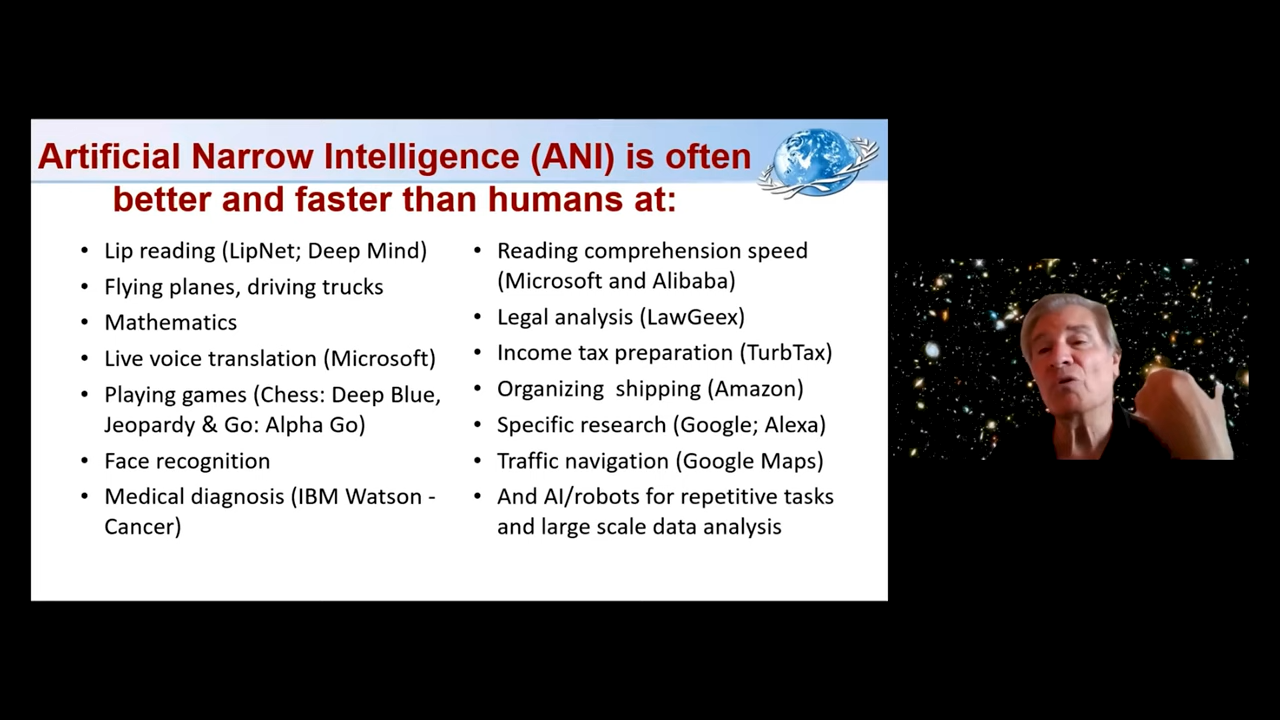 Artificial Narrow Intelligence (ANI) is often
better and faster than humans at:
• Lip reading (LipNet; Deep Mind)
• Flying planes, driving trucks
• Mathematics
• Live voice translation (Microsoft)
• Playing games (Chess: Deep Blue,
Jeopardy & Go: Alpha Go)
• Face recognition
• Medical diagnosis (IBM Watson -
Cancer)
• Reading comprehension speed
(Microsoft and Alibaba)
• Legal analysis (LawGeex)
• Income tax preparation (TurbTax)
• Organizing  shipping (Amazon)
• Specific research (Google; Alexa)
• Traffic navigation (Google Maps)
• And AI/robots for repetitive tasks
and large scale data analysis